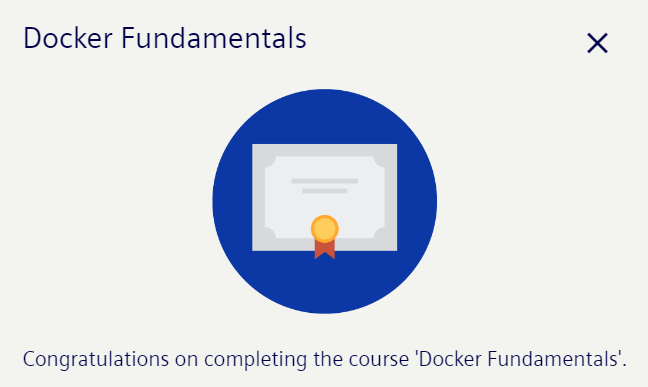 Docker Fundamentals
Congratulations on completing the course 'Docker Fundamentals'.